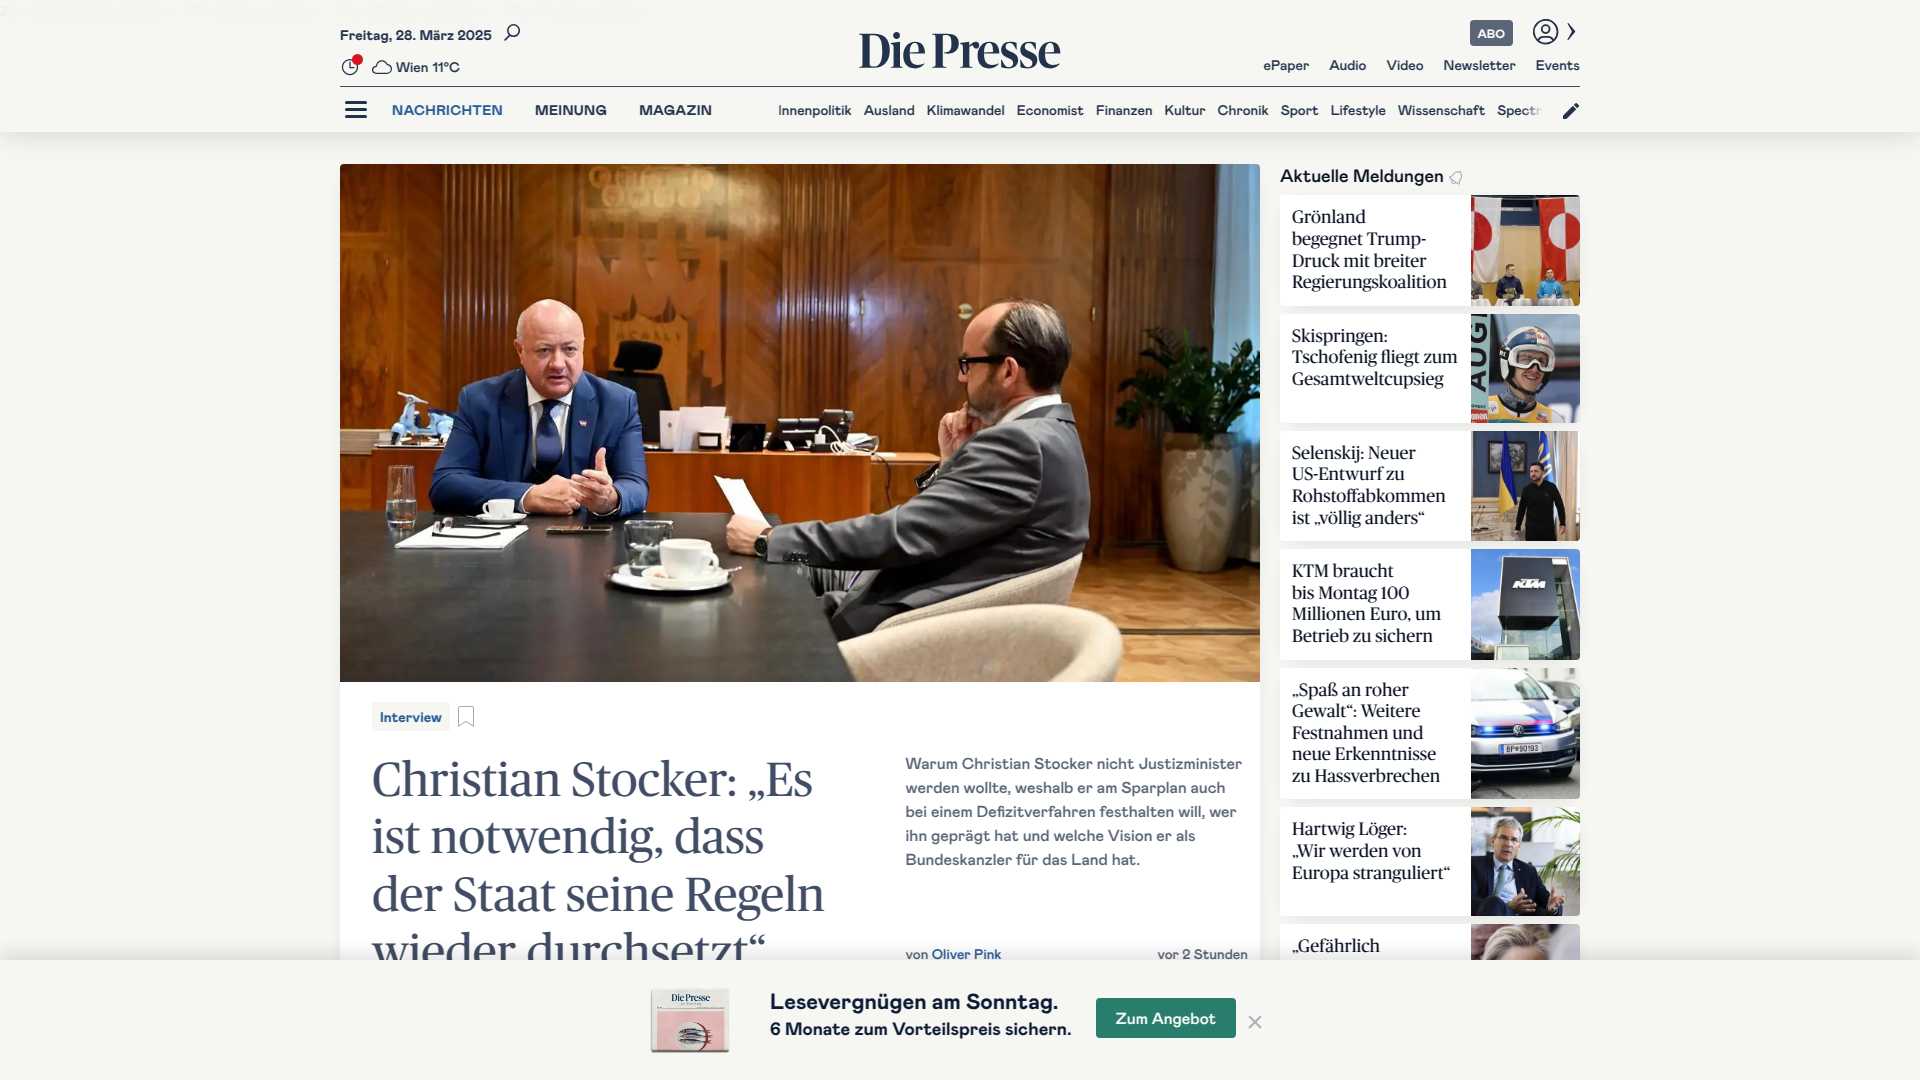 Freitag, 28. März 2025
Die Presse
ABO
Wien 11°C
ePaper Audio Video Newsletter Events
NACHRICHTEN MEINUNG MAGAZIN
Innenpolitik Ausland Klimawandel Economist Finanzen Kultur Chronik Sport Lifestyle Wissenschaft Spectr
Interview
Christian Stocker: „Es
ist notwendig, dass
der Staat seine Regeln
wieder durchsetzt“
Warum Christian Stocker nicht Justizminister
werden wollte, weshalb er am Sparplan auch
bei einem Defizitverfahren festhalten will, wer
ihn geprägt hat und welche Vision er als
Bundeskanzler für das Land hat.
von Oliver Pink
vor 2 Stunden
Aktuelle Meldungen
Grönland
begegnet Trump-
Druck mit breiter
Regierungskoalition
Skispringen:
Tschofenig fliegt zum
Gesamtweltcupsieg
AUGI
Selenskij: Neuer
US-Entwurf zu
Rohstoffabkommen
ist „völlig anders“
KTM braucht
bis Montag 100
Millionen Euro, um
Betrieb zu sichern
KTM
„Spaß an roher
Gewalt“: Weitere
Festnahmen und
neue Erkenntnisse
zu Hassverbrechen
BP 90193
Hartwig Löger:
„Wir werden von
Europa stranguliert“
„Gefährlich
Die Presse
Lesevergnügen am Sonntag.
6 Monate zum Vorteilspreis sichern.
Zum Angebot